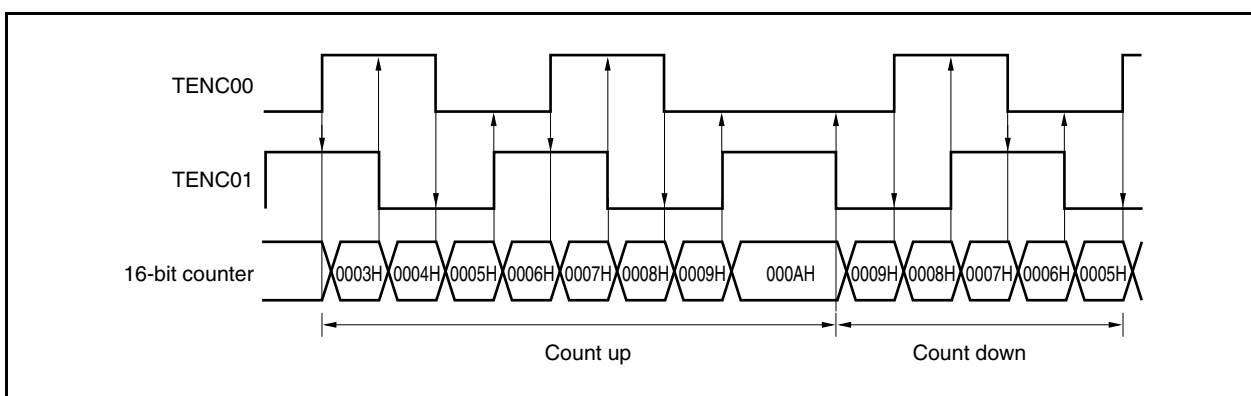 TENC00
TENC01
16-bit counter
0003H 0004H 0005H 0006H 0007H 0008H 0009H 000AH 0009H 0008H 0007H 0006H 0005H
Count up Count down